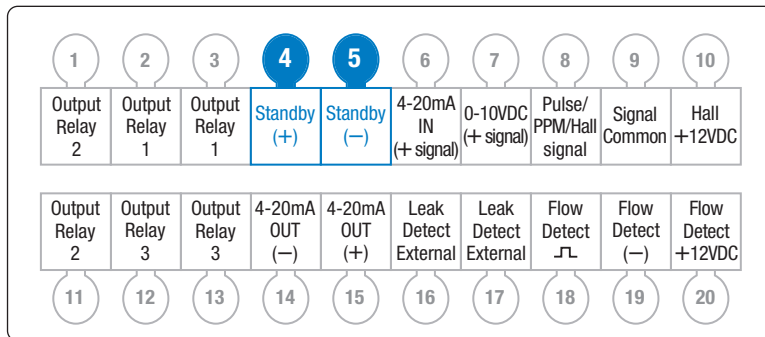 1 2 3 4 5 6 7 8 9 10
Output Relay 2
Output Relay 1
Output Relay 1
Standby (+)
Standby (−)
4-20mA IN (+ signal)
0-10VDC (+ signal)
Pulse/ PPM/Hall signal
Signal Common
Hall +12VDC
Output Relay 2
Output Relay 3
Output Relay 3
4-20mA OUT (−)
4-20mA OUT (+)
Leak Detect External
Leak Detect External
Flow Detect
Flow Detect (−)
Flow Detect +12VDC
11 12 13 14 15 16 17 18 19 20